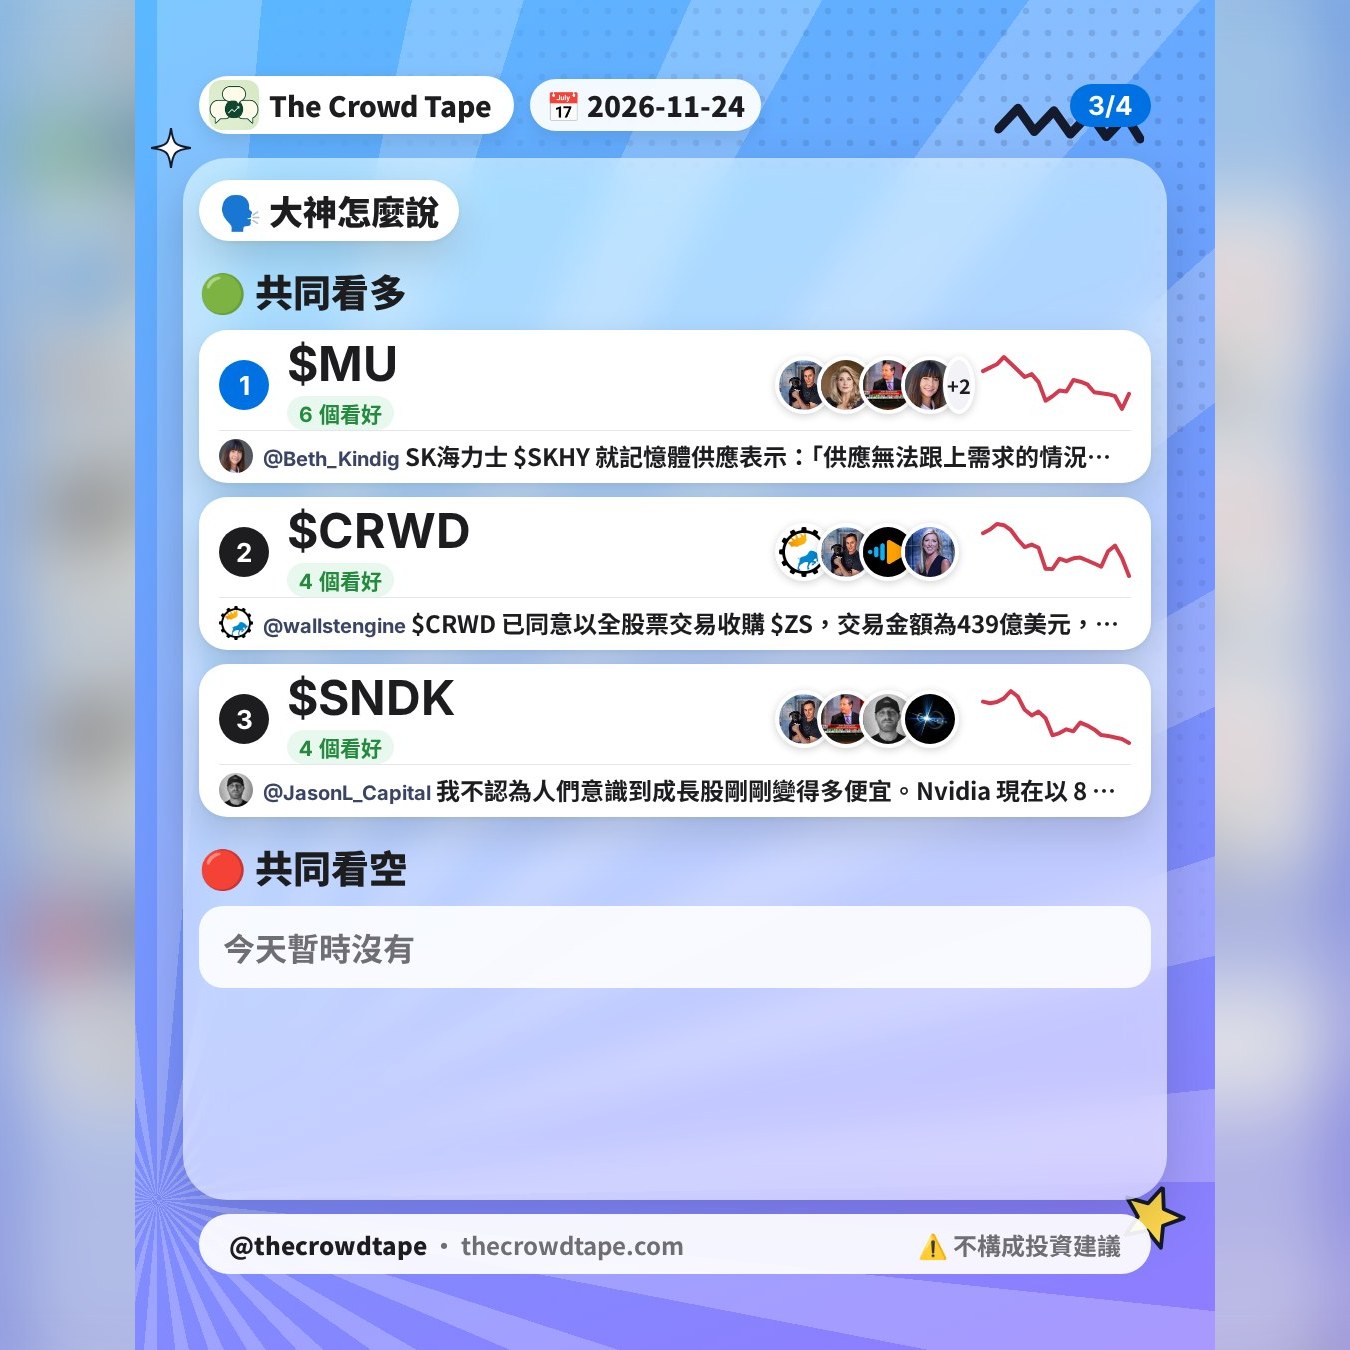 The Crowd Tape
July 17 2026-11-24
3/4
🗣️ 大神怎麼說
🟢 共同看多
1 $MU
6 個看好
+2
@Beth_Kindig SK海力士 $SKHY 就記憶體供應表示：「供應無法跟上需求的情況⋯
2 $CRWD
4 個看好
@wallstengine $CRWD 已同意以全股票交易收購 $ZS，交易金額為439億美元，⋯
3 $SNDK
4 個看好
@JasonL_Capital 我不認為人們意識到成長股剛剛變得多便宜。Nvidia 現在以 8 ⋯
🔴 共同看空
今天暫時沒有
@thecrowdtape • thecrowdtape.com
⚠️ 不構成投資建議